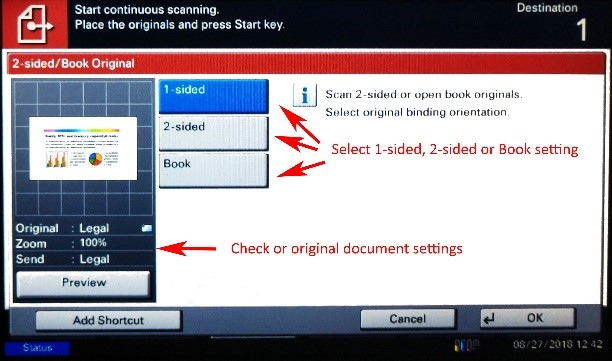 Start continuous scanning.
Place the originals and press Start key.
Destination
1
2-sided/Book Original
1-sided
2-sided
Book
i
Scan 2-sided or open book originals.
Select original binding orientation.
Select 1-sided, 2-sided or Book setting
Original : Legal
Zoom : 100%
Send : Legal
Check or original document settings
Preview
Add Shortcut
Cancel
OK
Status
08/27/2018 12:42